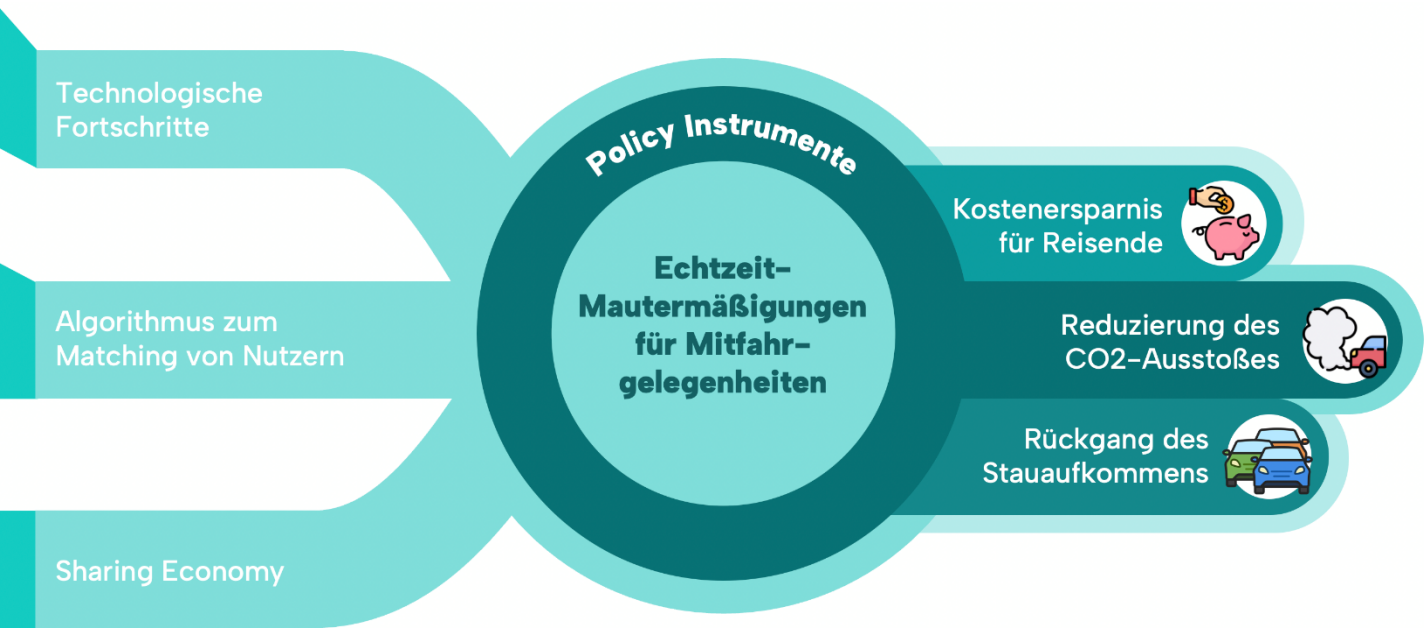 Technologische
Fortschritte
Algorithmus zum
Matching von Nutzern
Sharing Economy
Policy Instrumente
Echtzeit-
Mautermäßigungen
für Mitfahr-
gelegenheiten
Kostenersparnis
für Reisende
Reduzierung des
CO2-Ausstoßes
Rückgang des
Stauaufkommens